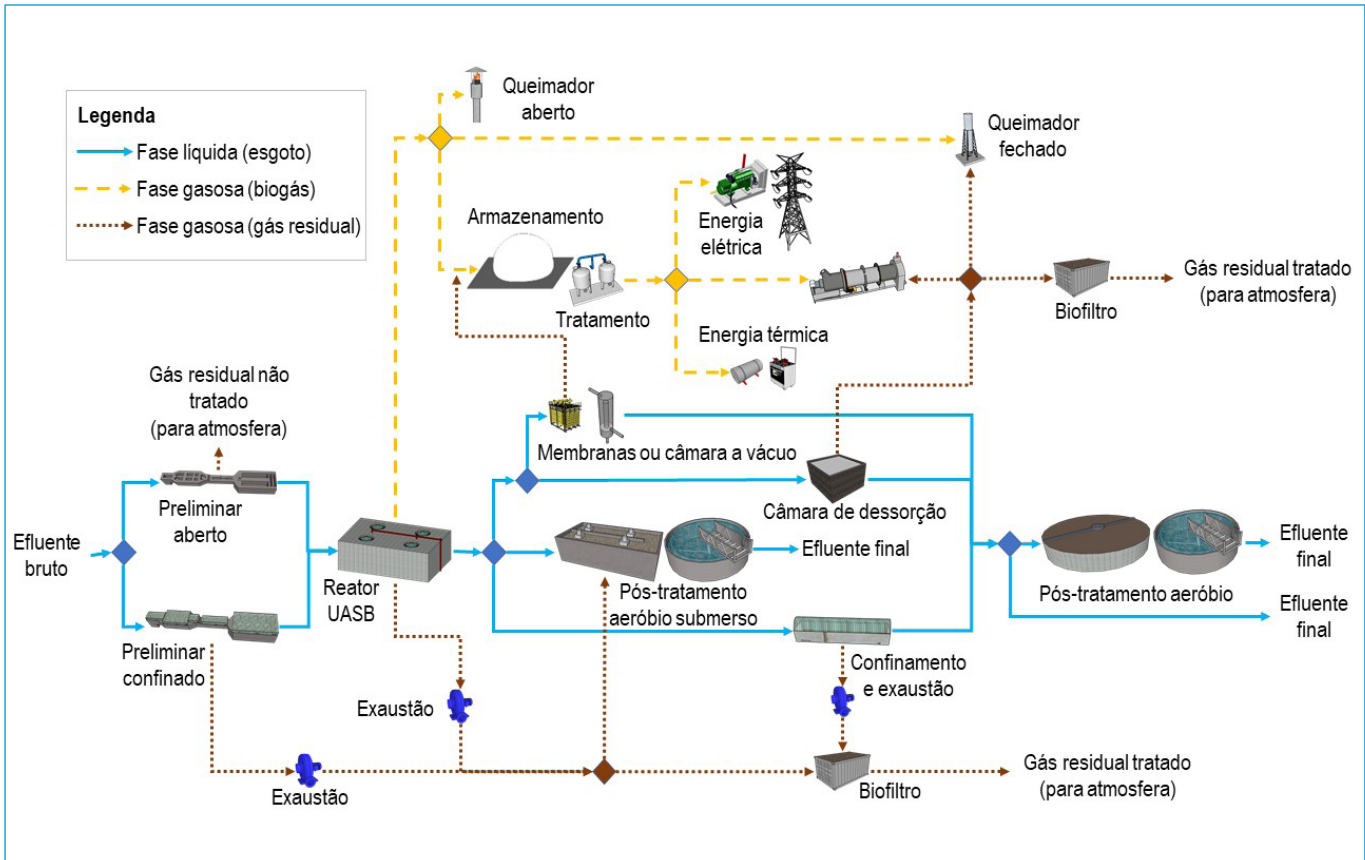 Legenda
Fase líquida (esgoto)
Fase gasosa (biogás)
Fase gasosa (gás residual)
Queimador
aberto
Queimador
fechado
Armazenamento
Energia
elétrica
Tratamento
Energia térmica
Biofiltro
Gás residual tratado
(para atmosfera)
Gás residual não
tratado
(para atmosfera)
Membranas ou câmara a vácuo
Preliminar
aberto
Câmara de dessorção
Efluente
bruto
Reator
UASB
Efluente final
Pós-tratamento
aeróbio submerso
Pós-tratamento aeróbio
Efluente
final
Efluente
final
Preliminar
confinado
Confinamento
e exaustão
Exaustão
Exaustão
Biofiltro
Gás residual tratado
(para atmosfera)